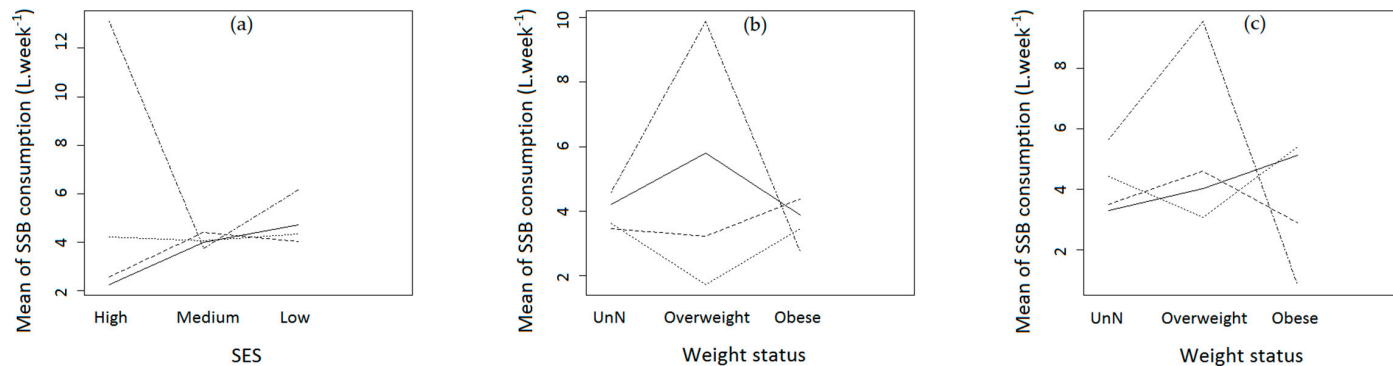 (a)
Mean of SSB consumption (L.week⁻¹)
12
10
8
6
4
2
High Medium Low
SES
(b)
Mean of SSB consumption (L.week⁻¹)
10
8
6
4
2
UnN Overweight Obese
Weight status
(c)
Mean of SSB consumption (L.week⁻¹)
8
6
4
2
UnN Overweight Obese
Weight status